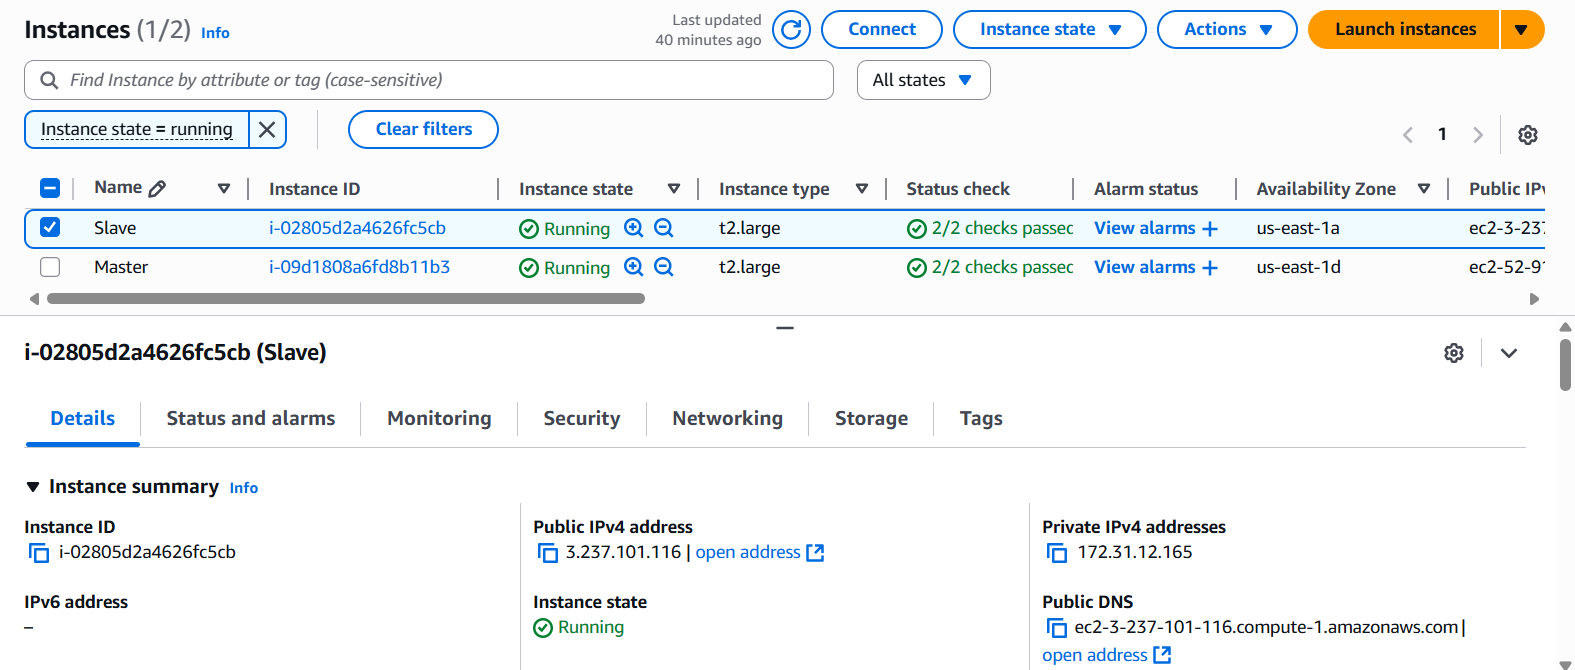 Instances (1/2) Info
Last updated
40 minutes ago
Connect
Instance state
Actions
Launch instances
Find Instance by attribute or tag (case-sensitive)
All states
Instance state = running
Clear filters
1
Name Instance ID Instance state Instance type Status check Alarm status Availability Zone Public IPv
Slave i-02805d2a4626fc5cb Running t2.large 2/2 checks passec View alarms + us-east-1a ec2-3-237
Master i-09d1808a6fd8b11b3 Running t2.large 2/2 checks passec View alarms + us-east-1d ec2-52-91
i-02805d2a4626fc5cb (Slave)
Details Status and alarms Monitoring Security Networking Storage Tags
Instance summary Info
Instance ID
i-02805d2a4626fc5cb
Public IPv4 address
3.237.101.116 | open address
Private IPv4 addresses
172.31.12.165
IPv6 address
–
Instance state
Running
Public DNS
ec2-3-237-101-116.compute-1.amazonaws.com |
open address